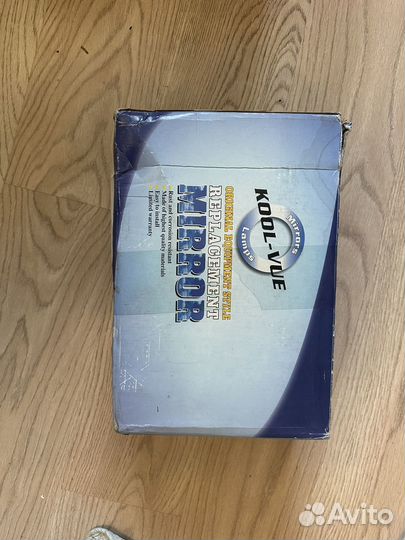 Mirrors
KOOL-VUE
Lamps
ORIGINAL EQUIPMENT STYLE
REPLACEMENT
MIRROR
Rust and corrosion resistant
Made of highest quality materials
Easy to install
Limited warranty
Avito